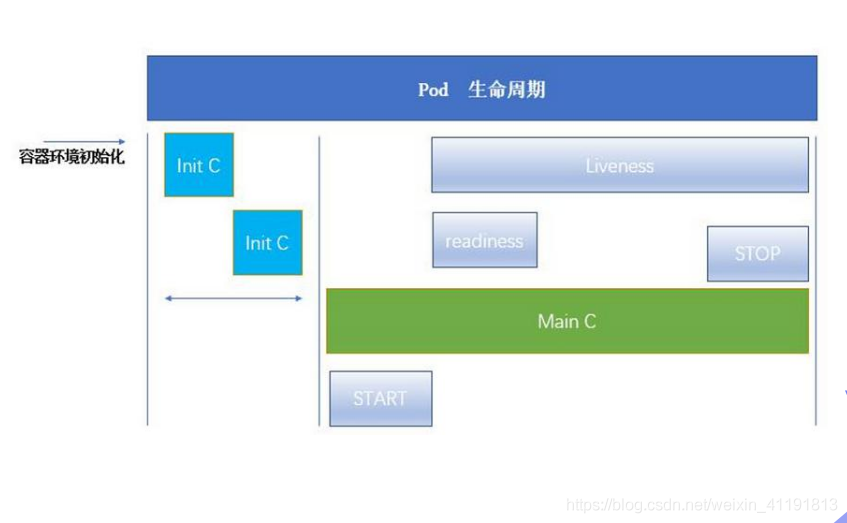 Pod 生命周期
容器环境初始化
Init C
Liveness
Init C
readiness
STOP
Main C
START
https://blog.csdn.net/weixin_41191813